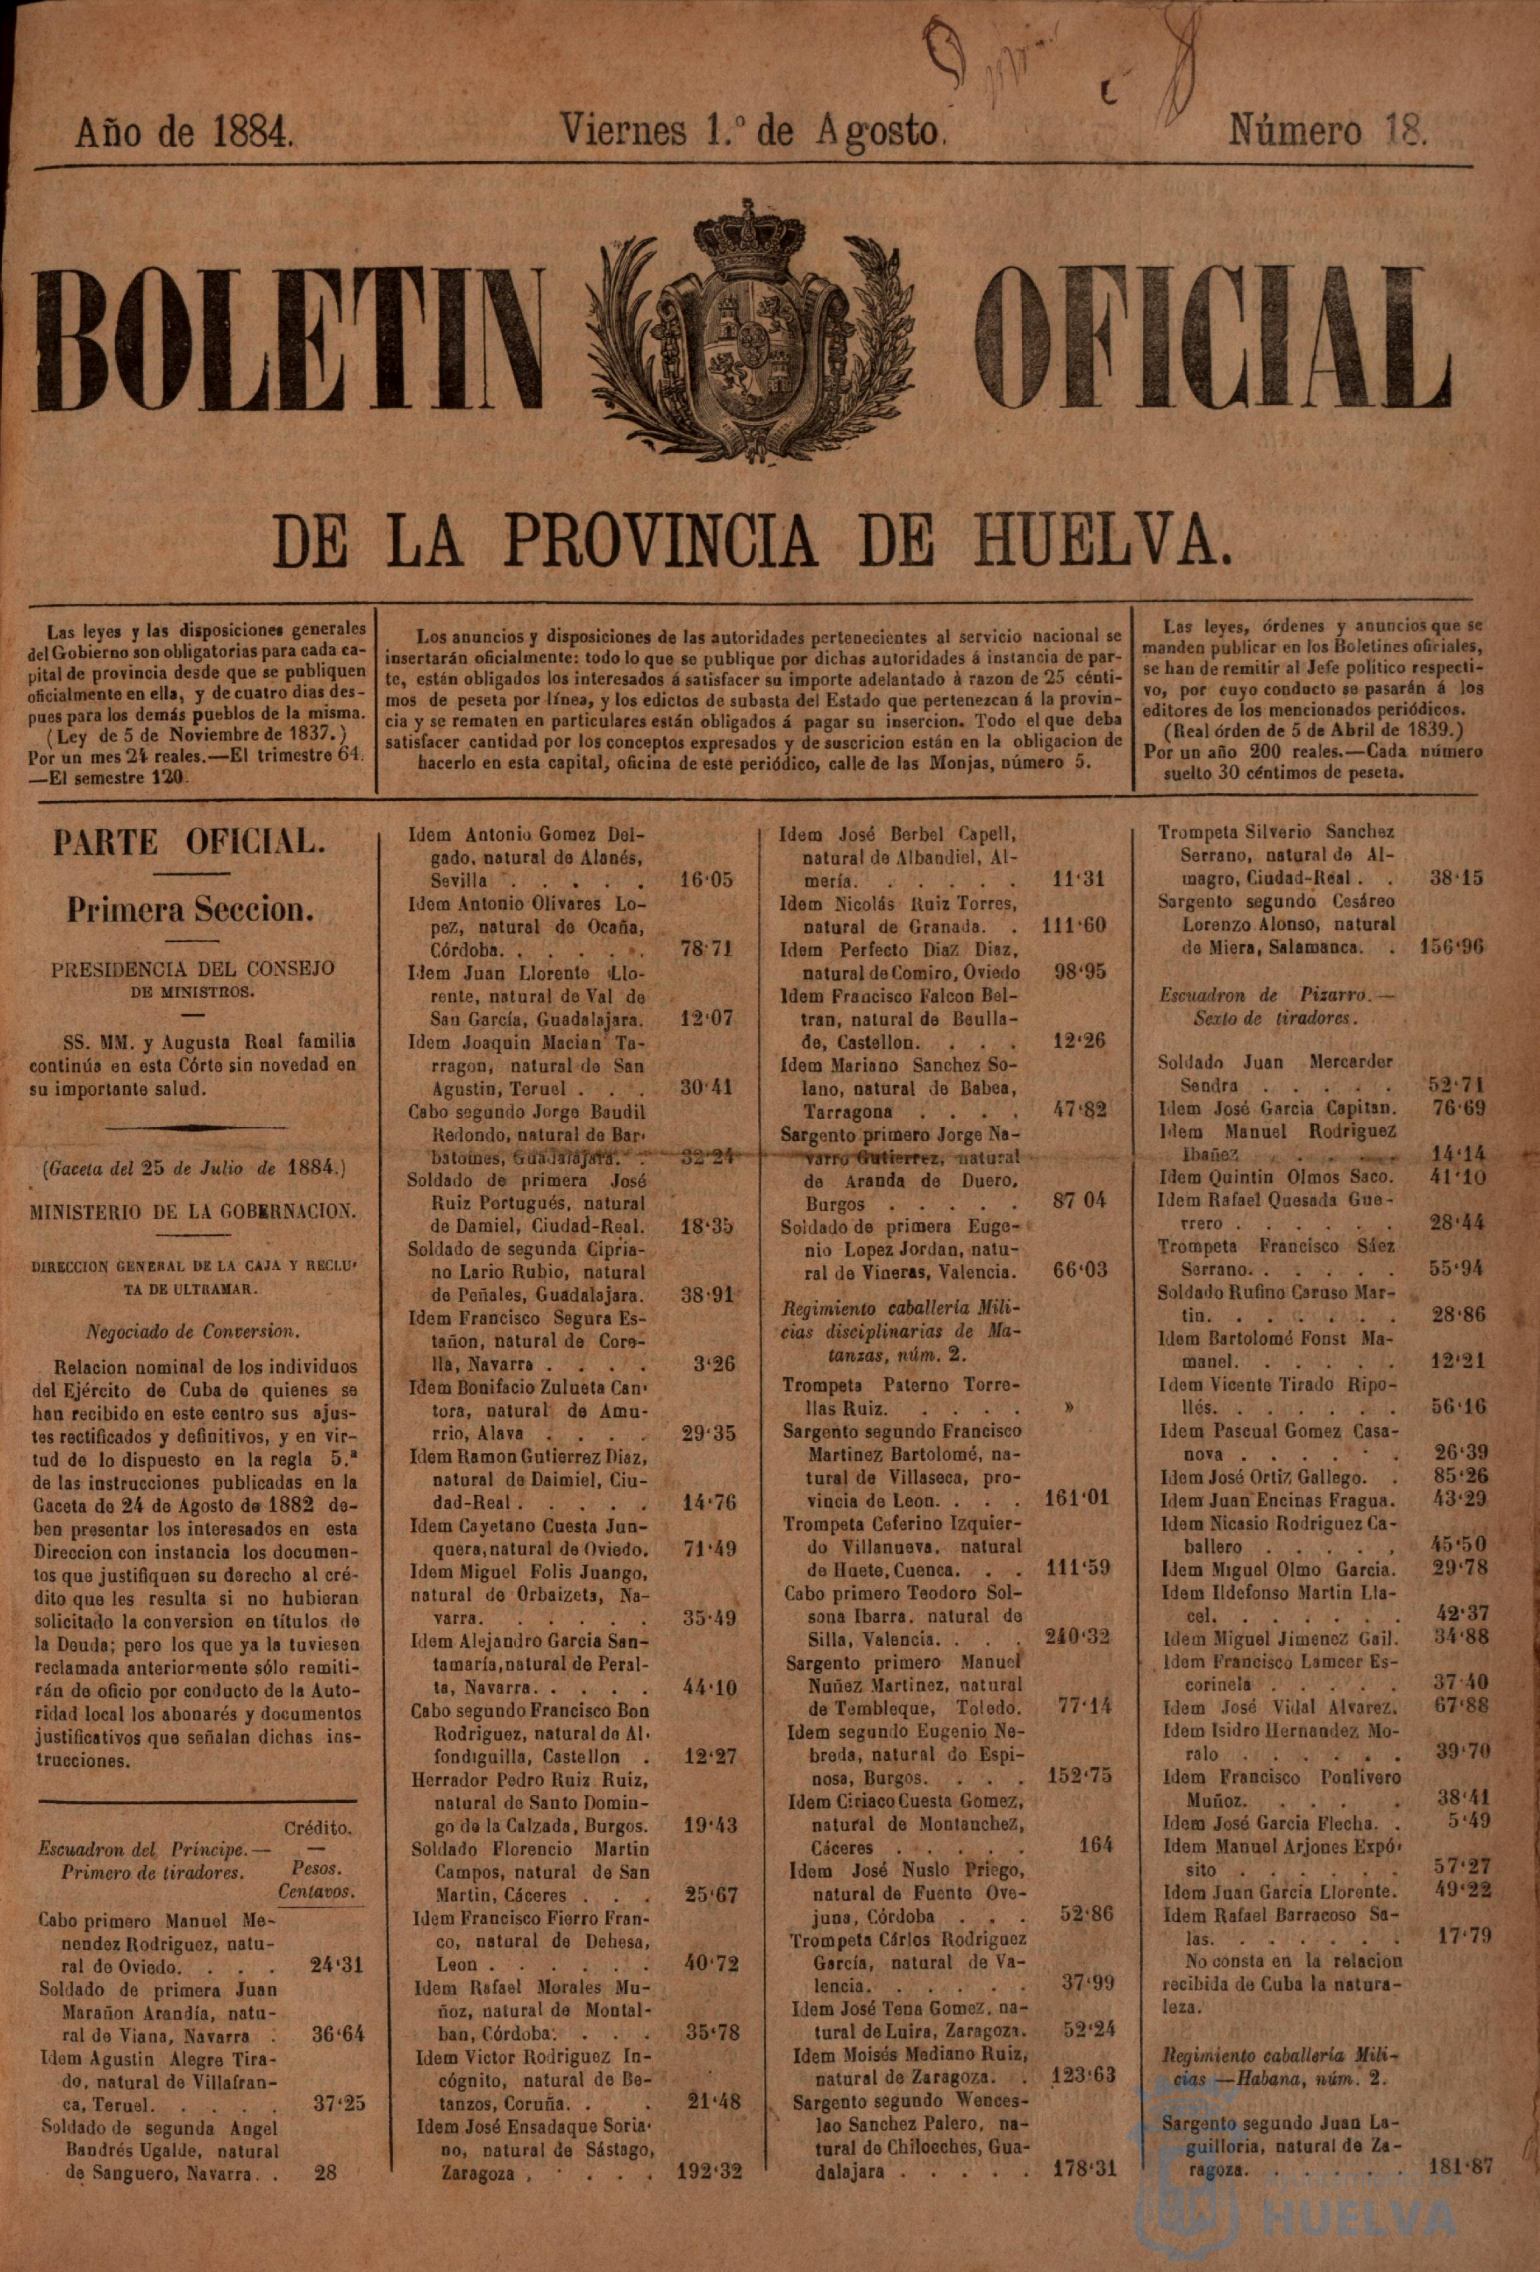 Año de 1884.
Viernes 1.º de Agosto.
Número 18.
BOLETIN OFICIAL
DE LA PROVINCIA DE HUELVA.
Las leyes y las disposiciones generales
del Gobierno son obligatorias para cada ca-
pital de provincia desde que se publiquen
oficialmente en ella, y de cuatro dias des-
pues para los demás pueblos de la misma.
(Ley de 5 de Noviembre de 1837.)
Por un mes 24 reales.—El trimestre 64.
—El semestre 120.
Los anuncios y disposiciones de las autoridades pertenecientes al servicio nacional se
insertarán oficialmente: todo lo que se publique por dichas autoridades á instancia de par-
te, están obligados los interesados á satisfacer su importe adelantado á razon de 25 cénti-
mos de peseta por línea, y los edictos de subasta del Estado que pertenezcan á la provin-
cia y se rematen en particulares están obligados á pagar su insercion. Todo el que deba
satisfacer cantidad por los conceptos expresados y de suscricion están en la obligacion de
hacerlo en esta capital, oficina de este periódico, calle de las Monjas, número 5.
Las leyes, órdenes y anuncios que se
manden publicar en los Boletines oficiales,
se han de remitir al Jefe político respecti-
vo, por cuyo conducto se pasarán á los
editores de los mencionados periódicos.
(Real órden de 5 de Abril de 1839.)
Por un año 200 reales.—Cada número
suelto 30 céntimos de peseta.
PARTE OFICIAL.
Primera Seccion.
PRESIDENCIA DEL CONSEJO
DE MINISTROS.
SS. MM. y Augusta Real familia
continúa en esta Córte sin novedad en
su importante salud.
(Gaceta del 25 de Julio de 1884.)
MINISTERIO DE LA GOBERNACION.
DIRECCION GENERAL DE LA CAJA Y RECLU-
TA DE ULTRAMAR.
Negociado de Conversion.
Relacion nominal de los individuos
del Ejército de Cuba de quienes se
han recibido en este centro sus ajus-
tes rectificados y definitivos, y en vir-
tud de lo dispuesto en la regla 5.ª
de las instrucciones publicadas en la
Gaceta de 24 de Agosto de 1882 de-
ben presentar los interesados en esta
Direccion con instancia los documen-
tos que justifiquen su derecho al cré-
dito que les resulta si no hubieran
solicitado la conversion en títulos de
la Deuda; pero los que ya la tuviesen
reclamada anteriormente sólo remiti-
rán de oficio por conducto de la Auto-
ridad local los abonarés y documentos
justificativos que señalan dichas ins-
trucciones.
Crédito.
Escuadron del Príncipe.— —
Primero de tiradores. Pesos.
Centavos.
Cabo primero Manuel Me-
nendez Rodriguez, natu-
ral de Oviedo. . . . 24‘31
Soldado de primera Juan
Marañon Arandía, natu-
ral de Viana, Navarra . 36‘64
Idem Agustin Alegre Tira-
do, natural de Villafran-
ca, Teruel. . . . . 37‘25
Soldado de segunda Angel
Bandrés Ugalde, natural
de Sanguero, Navarra. . 28
Idem Antonio Gomez Del-
gado, natural de Alanés,
Sevilla . . . . . 16‘05
Idem Antonio Olivares Lo-
pez, natural de Ocaña,
Córdoba. . . . . . 78‘71
Idem Juan Llorente Llo-
rente, natural de Val de
San García, Guadalajara. 12‘07
Idem Joaquin Macian Ta-
rragon, natural de San
Agustin, Teruel . . . 30‘41
Cabo segundo Jorge Baudil
Redondo, natural de Bar-
batoines, Guadalajara. . 32‘24
Soldado de primera José
Ruiz Portugués, natural
de Damiel, Ciudad-Real. 18‘35
Soldado de segunda Cipria-
no Lario Rubio, natural
de Peñales, Guadalajara. 38‘91
Idem Francisco Segura Es-
tañon, natural de Core-
lla, Navarra . . . . 3‘26
Idem Bonifacio Zulueta Can-
tora, natural de Amu-
rrio, Alava . . . . 29‘35
Idem Ramon Gutierrez Diaz,
natural de Daimiel, Ciu-
dad-Real . . . . . 14‘76
Idem Cayetano Cuesta Jun-
quera, natural de Oviedo. 71‘49
Idem Miguel Folis Juango,
natural de Orbaizeta, Na-
varra. . . . . . 35‘49
Idem Alejandro García San-
tamaría, natural de Peral-
ta, Navarra. . . . . 44‘10
Cabo segundo Francisco Bon
Rodriguez, natural de Al-
fondiguilla, Castellon . 12‘27
Herrador Pedro Ruiz Ruiz,
natural de Santo Domin-
go de la Calzada, Burgos. 19‘43
Soldado Florencio Martin
Campos, natural de San
Martin, Cáceres . . . 25‘67
Idem Francisco Fierro Fran-
co, natural de Dehesa,
Leon . . . . . . 40‘72
Idem Rafael Morales Mu-
ñoz, natural de Montal-
ban, Córdoba. . . . 35‘78
Idem Victor Rodriguez In-
cógnito, natural de Be-
tanzos, Coruña. . . 21‘48
Idem José Ensadaque Soria-
no, natural de Sástago,
Zaragoza . . . . . 192‘32
Idem José Berbel Capell,
natural de Albandiel, Al-
mería. . . . . . 11‘31
Idem Nicolás Ruiz Torres,
natural de Granada. . 111‘60
Idem Perfecto Diaz Diaz,
natural de Comiro, Oviedo 98‘95
Idem Francisco Falcon Bel-
tran, natural de Beulla-
de, Castellon. . . . 12‘26
Idem Mariano Sanchez So-
lano, natural de Babea,
Tarragona . . . . 47‘82
Sargento primero Jorge Na-
varro Gutierrez, natural
de Aranda de Duero,
Burgos . . . . . 87 04
Soldado de primera Euge-
nio Lopez Jordan, natu-
ral de Vineras, Valencia. 66‘03
Regimiento caballería Mili-
cias disciplinarias de Ma-
tanzas, núm. 2.
Trompeta Paterno Torre-
llas Ruiz. . . . . »
Sargento segundo Francisco
Martinez Bartolomé, na-
tural de Villaseca, pro-
vincia de Leon. . . . 161‘01
Trompeta Ceferino Izquier-
do Villanueva, natural
de Huete, Cuenca. . . 111‘59
Cabo primero Teodoro Sol-
sona Ibarra, natural de
Silla, Valencia. . . . 240‘32
Sargento primero Manuel
Nuñez Martinez, natural
de Tembleque, Toledo. 77‘14
Idem segundo Eugenio Ne-
breda, natural de Espi-
nosa, Burgos. . . . 152‘75
Idem Ciriaco Cuesta Gomez,
natural de Montanchez,
Cáceres . . . . . 164
Idem José Nuslo Priego,
natural de Fuente Ove-
juna, Córdoba . . . 52‘86
Trompeta Cárlos Rodriguez
García, natural de Va-
lencia. . . . . . 37‘99
Idem José Tena Gomez, na-
tural de Luira, Zaragoza. 52‘24
Idem Moisés Mediano Ruiz,
natural de Zaragoza. . 123‘63
Sargento segundo Wences-
lao Sanchez Palero, na-
tural de Chiloeches, Gua-
dalajara . . . . . 178‘31
Trompeta Silverio Sanchez
Serrano, natural de Al-
magro, Ciudad-Real . . 38‘15
Sargento segundo Cesáreo
Lorenzo Alonso, natural
de Miera, Salamanca. . 156‘96
Escuadron de Pizarro.—
Sexto de tiradores.
Soldado Juan Mercarder
Sendra . . . . . 52‘71
Idem José Garcia Capitan. 76‘69
Idem Manuel Rodriguez
Ibañez . . . . . 14‘14
Idem Quintin Olmos Saco. 41‘10
Idem Rafael Quesada Gue-
rrero . . . . . . 28‘44
Trompeta Francisco Sáez
Serrano. . . . . . 55‘94
Soldado Rufino Caruso Mar-
tin. . . . . . . 28‘86
Idem Bartolomé Fonst Ma-
manel. . . . . . 12‘21
Idem Vicente Tirado Ripo-
llés. . . . . . . 56‘16
Idem Pascual Gomez Casa-
nova . . . . . . 26‘39
Idem José Ortiz Gallego. . 85‘26
Idem Juan Encinas Fragua. 43‘29
Idem Nicasio Rodriguez Ca-
ballero . . . . . 45‘50
Idem Miguel Olmo Garcia. 29‘78
Idem Ildefonso Martin Lla-
cel. . . . . . . 42‘37
Idem Miguel Jimenez Gail. 34‘88
Idem Francisco Lamcer Es-
corinela . . . . . 37‘40
Idem José Vidal Alvarez. 67‘88
Idem Isidro Hernandez Mo-
ralo . . . . . . 39‘70
Idem Francisco Ponlivero
Muñoz. . . . . . 38‘41
Idem José Garcia Flecha. . 5‘49
Idem Manuel Arjones Expó-
sito . . . . . . 57‘27
Idem Juan Garcia Llorente. 49‘22
Idem Rafael Barracoso Sa-
las. . . . . . . 17‘79
No consta en la relacion
recibida de Cuba la natura-
leza.
Regimiento caballería Mili-
cias —Habana, núm. 2.
Sargento segundo Juan La-
guilloria, natural de Za-
ragoza. . . . . . 181‘87
HUELVA